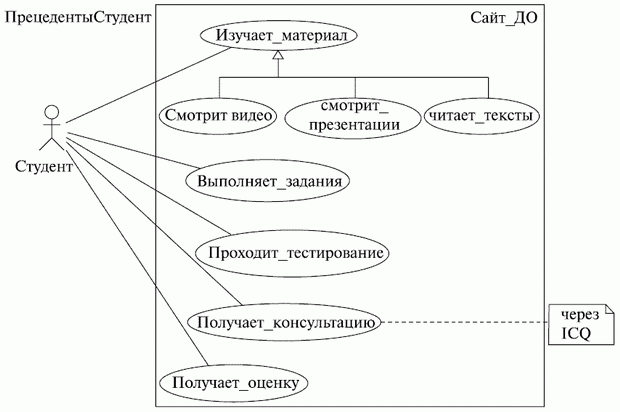 ПрецедентыСтудент
Сайт_ДО
Изучает_материал
Смотрит видео
смотрит_
презентации
читает_тексты
Студент
Выполняет_задания
Проходит_тестирование
Получает_консультацию
через
ICQ
Получает_оценку